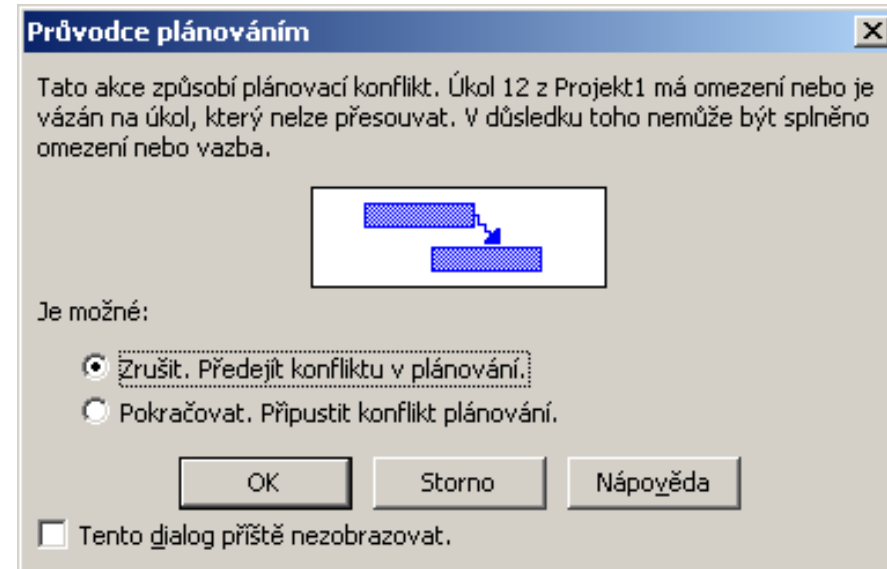 Průvodce plánováním
Tato akce způsobí plánovací konflikt. Úkol 12 z Projekt1 má omezení nebo je
vázán na úkol, který nelze přesouvat. V důsledku toho nemůže být splněno
omezení nebo vazba.
Je možné:
Zrušit. Předejít konfliktu v plánování.
Pokračovat. Připustit konflikt plánování.
OK Storno Nápověda
Tento dialog příště nezobrazovat.